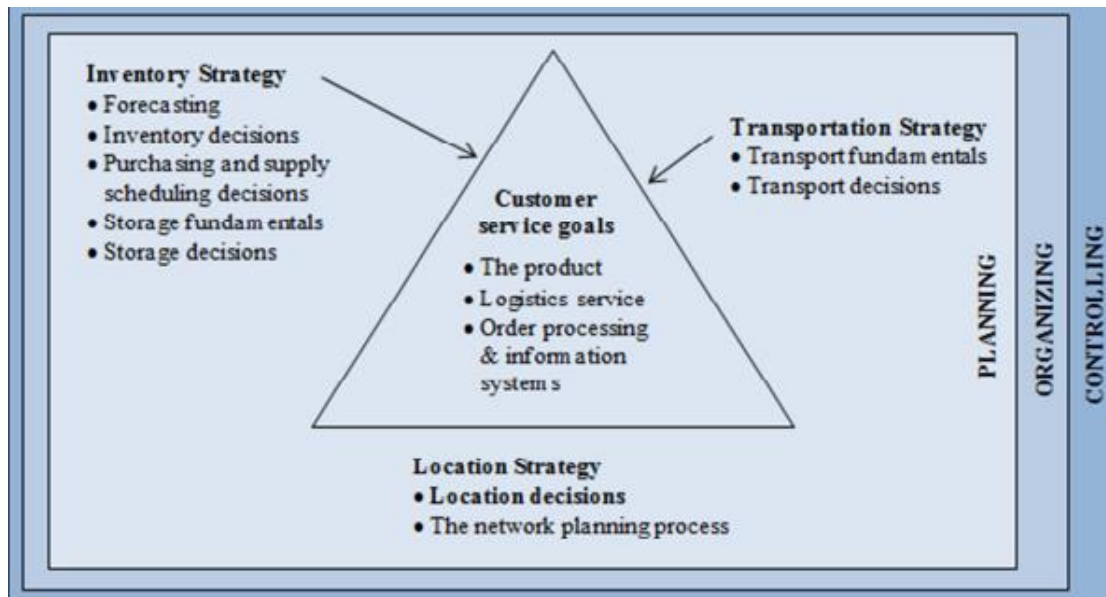 Inventory Strategy
• Forecasting
• Inventory decisions
• Purchasing and supply
scheduling decisions
• Storage fundamentals
• Storage decisions
Transportation Strategy
• Transport fundamentals
• Transport decisions
Customer
service goals
• The product
• Logistics service
• Order processing
& information
systems
Location Strategy
• Location decisions
• The network planning process
PLANNING
ORGANIZING
CONTROLLING